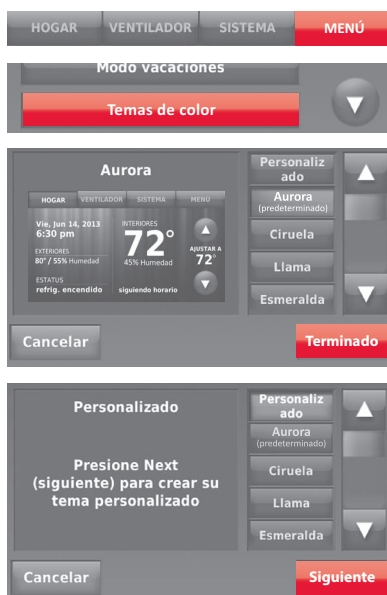 HOGAR VENTILADOR SISTEMA MENÚ
Modo vacaciones
Temas de color
Aurora
HOGAR VENTILADOR SISTEMA MENÚ
Vie, Jun 14, 2013
6:30 pm
EXTERIORES
80° / 55% Humedad
ESTATUS
refrig. encendido
INTERIORES
72°
45% Humedad
siguiendo horario
AJUSTAR A
72°
Personaliz
ado
Aurora
(predeterminado)
Ciruela
Llama
Esmeralda
Cancelar
Terminado
Personalizado
Presione Next
(siguiente) para crear su
tema personalizado
Personaliz
ado
Aurora
(predeterminado)
Ciruela
Llama
Esmeralda
Cancelar
Siguiente